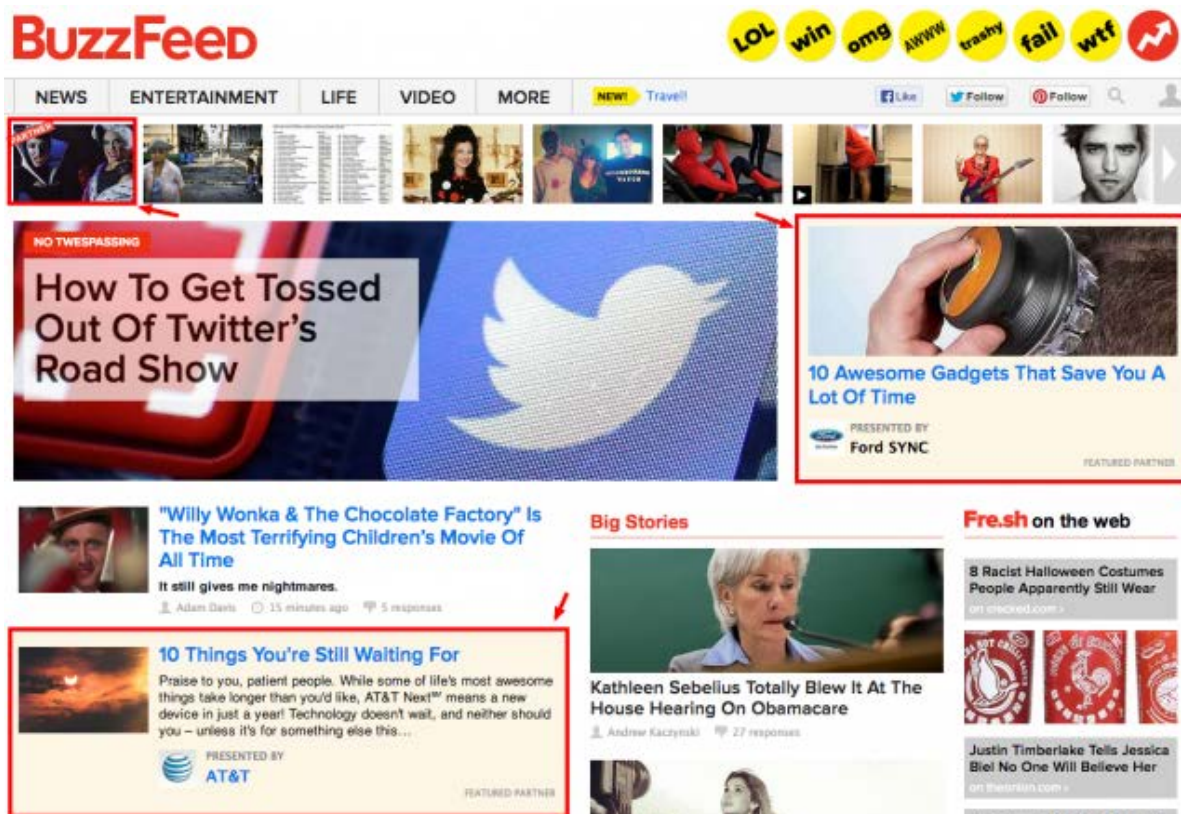 BuzzFeed
LOL
win
omg
AWWW
trashy
fail
wtf
NEWS ENTERTAINMENT LIFE VIDEO MORE
NEW! Travel!
Like
Follow
Follow
PARTNER
NO TWESPASSING
How To Get Tossed
Out Of Twitter's
Road Show
10 Awesome Gadgets That Save You A
Lot Of Time
PRESENTED BY
Ford SYNC
FEATURED PARTNER
"Willy Wonka & The Chocolate Factory" Is
The Most Terrifying Children's Movie Of
All Time
It still gives me nightmares.
Adam Davis 15 minutes ago 5 responses
10 Things You're Still Waiting For
Praise to you, patient people. While some of life's most awesome
things take longer than you'd like, AT&T Next℠ means a new
device in just a year! Technology doesn't wait, and neither should
you – unless it's for something else this...
PRESENTED BY
AT&T
FEATURED PARTNER
Big Stories
Kathleen Sebelius Totally Blew It At The
House Hearing On Obamacare
Andrew Kaczynski 27 responses
Fre.sh on the web
8 Racist Halloween Costumes
People Apparently Still Wear
on cracked.com ›
Justin Timberlake Tells Jessica
Biel No One Will Believe Her
on theonion.com ›